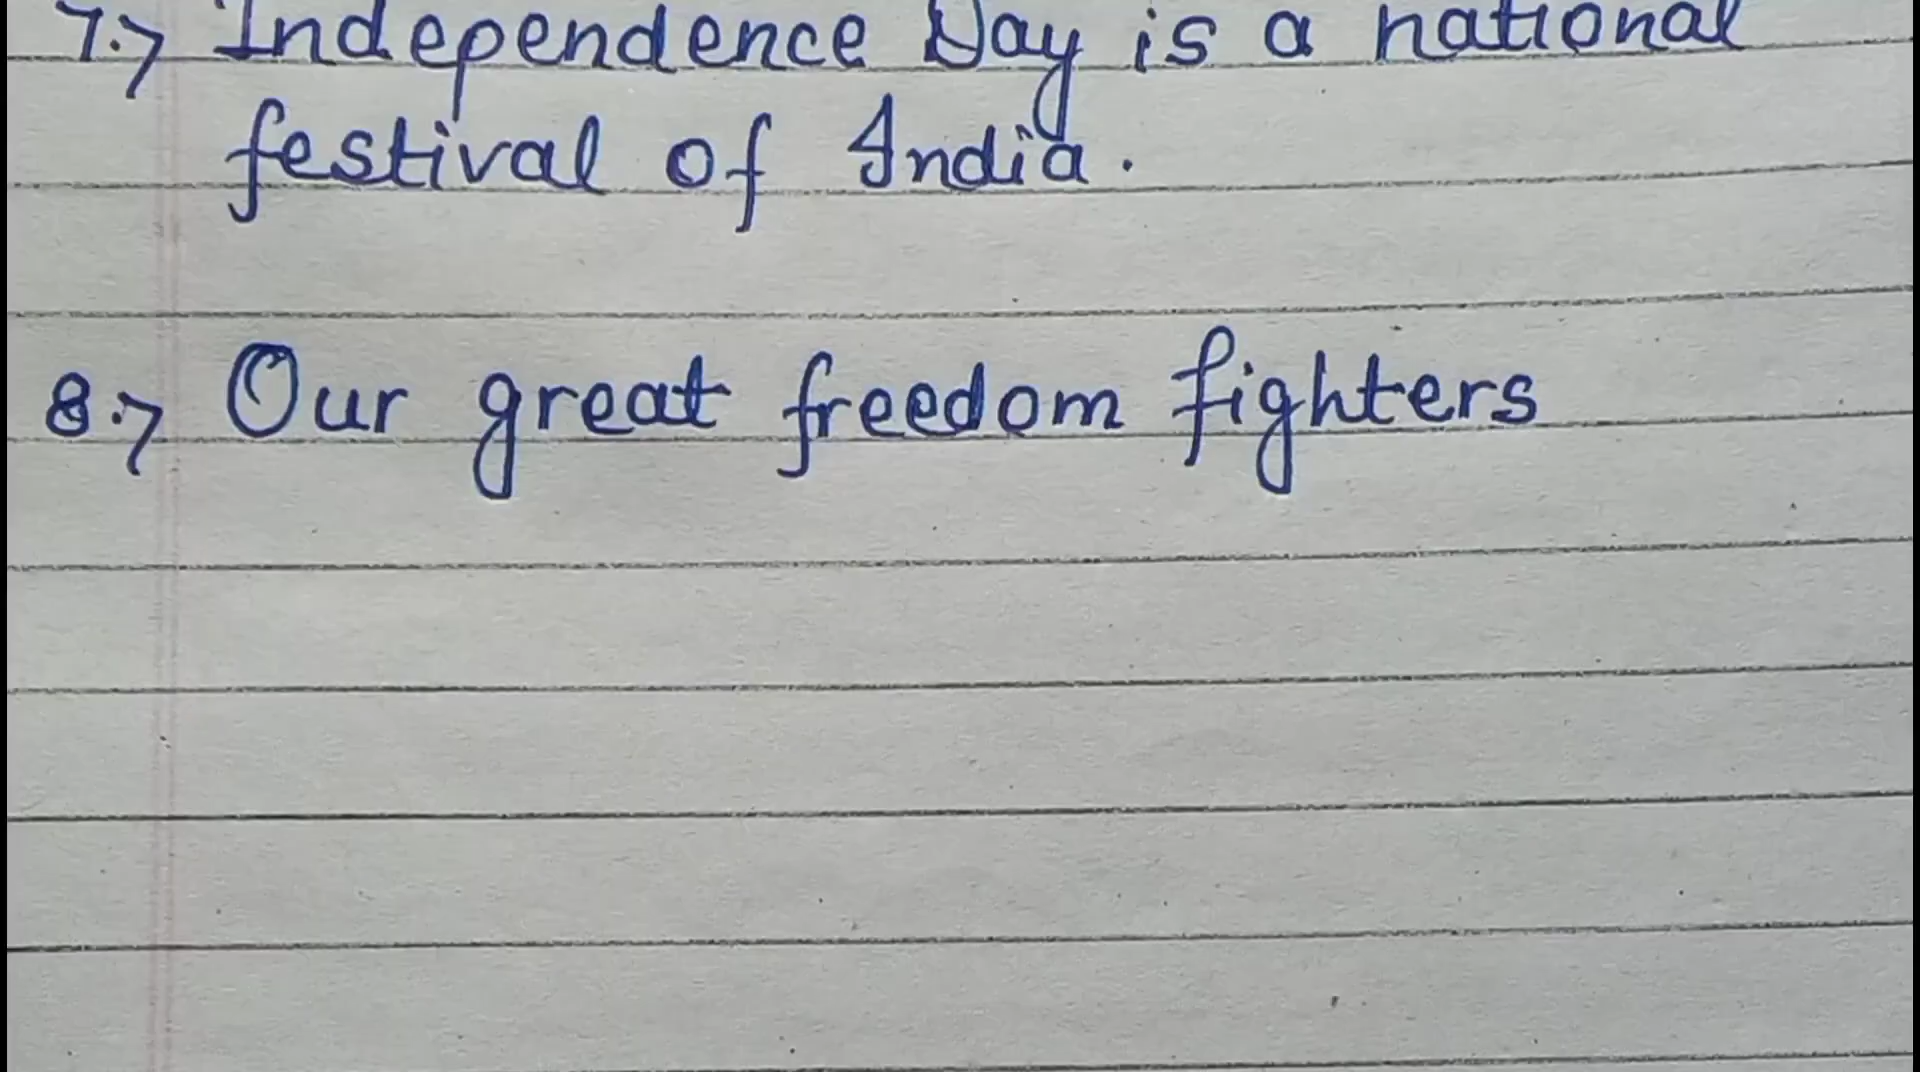 7.) Independence Day is a national
festival of India.
8.) Our great freedom fighters